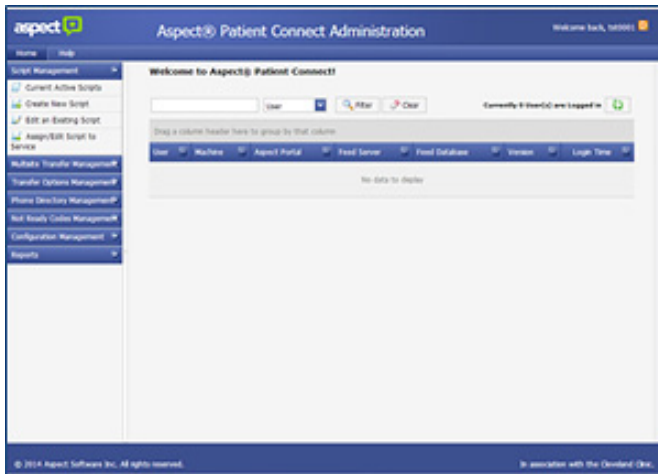 aspect
Aspect® Patient Connect Administration
Welcome back,
Home Help
Script Management
Current Active Scripts
Create New Script
Edit an Existing Script
Assign/Edit Script to
Service
Multisite Transfer Management
Transfer Options Management
Phone Directory Management
Not Ready Codes Management
Configuration Management
Reports
Welcome to Aspect® Patient Connect!
User Filter Clear Currently 0 User(s) are Logged in
Drag a column header here to group by that column
User Machine Aspect Portal Feed Server Feed Database Version Login Time
No data to display
© 2014 Aspect Software Inc. All rights reserved.
In association with the Cleveland Clinic.